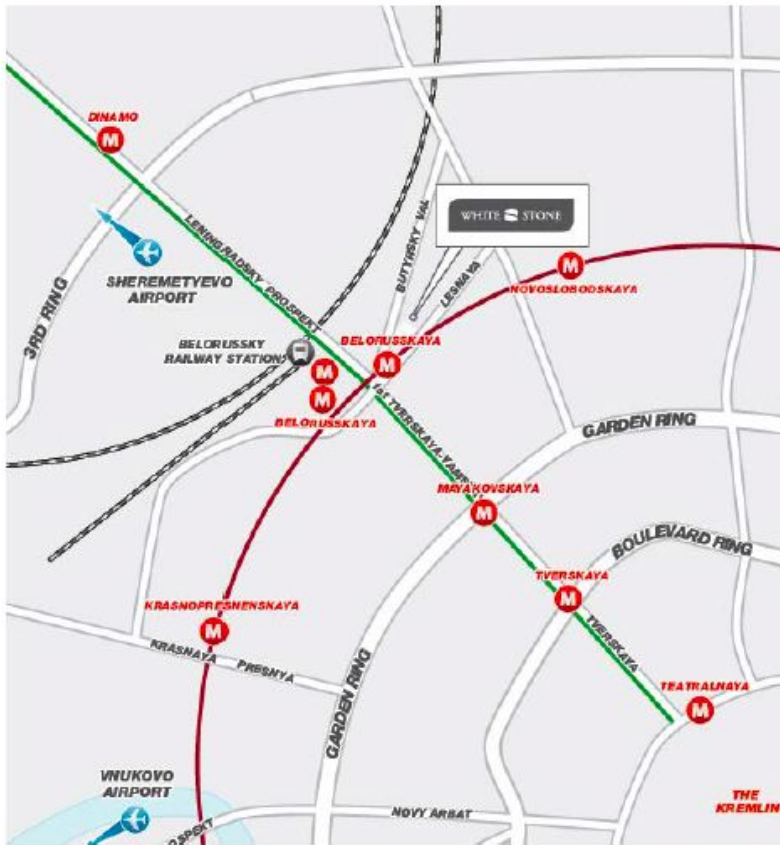 DINAMO
LENINGRADSKY PROSPEKT
BUTYRSKY VAL
WHITE STONE
LESNAYA
NOVOSLOBODSKAYA
SHEREMETYEVO
AIRPORT
3RD RING
BELORUSSKY
RAILWAY STATION
BELORUSSKAYA
BELORUSSKAYA
1st TVERSKAYA-YAM
GARDEN RING
MAYAKOVSKAYA
BOULEVARD RING
TVERSKAYA
TVERSKAYA
KRASNOPRESNENSKAYA
KRASNAYA PRESNYA
GARDEN RING
TEATRALNAYA
VNUKOVO
AIRPORT
THE
KREMLIN
NOVY ARBAT
OSPEKT
M
M
M
M
M
M
M
M
M